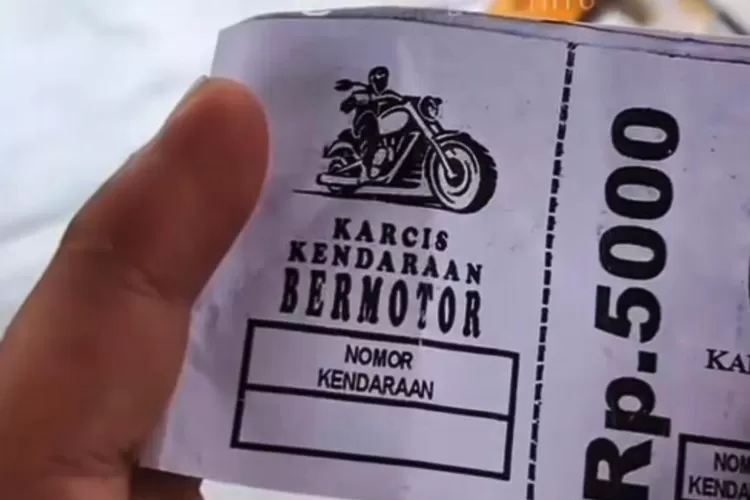 KARCIS
KENDARAAN
BERMOTOR
NOMOR
KENDARAAN
Rp.5000